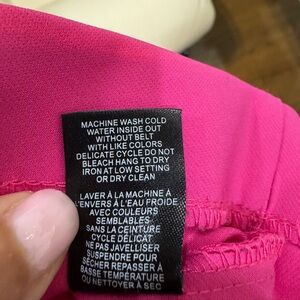 MACHINE WASH COLD
WATER INSIDE OUT
WITHOUT BELT
WITH LIKE COLORS
DELICATE CYCLE DO NOT
BLEACH HANG TO DRY
IRON AT LOW SETTING
OR DRY CLEAN
LAVER À LA MACHINE À
L'ENVERS À L'EAU FROIDE
AVEC COULEURS
SEMBLABLES
SANS LA CEINTURE
CYCLE DÉLICAT
NE PAS JAVELLISER
SUSPENDRE POUR
SÉCHER REPASSER À
BASSE TEMPÉRATURE
OU NETTOYER À SEC